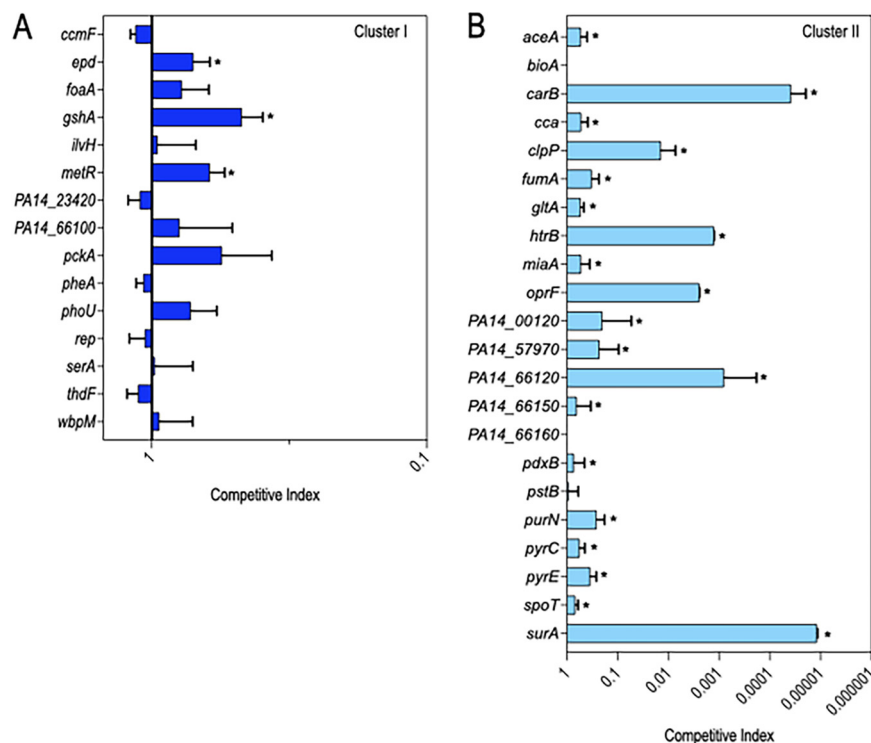 A
Cluster I
ccmF
epd
*
foaA
gshA
*
ilvH
metR
*
PA14_23420
PA14_66100
pckA
pheA
phoU
rep
serA
thdF
wbpM
1
0.1
Competitive Index
B
Cluster II
aceA
*
bioA
carB
*
cca
*
clpP
*
fumA
*
gltA
*
htrB
*
miaA
*
oprF
*
PA14_00120
*
PA14_57970
*
PA14_66120
*
PA14_66150
*
PA14_66160
pdxB
*
pstB
purN
*
pyrC
*
pyrE
*
spoT
*
surA
*
1
0.1
0.01
0.001
0.0001
0.00001
0.000001
Competitive Index